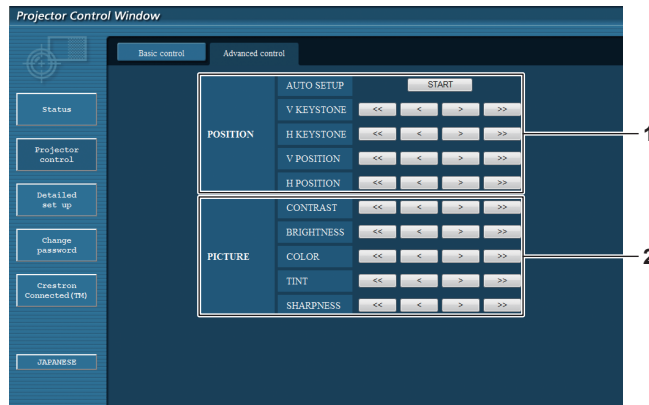 Projector Control Window
Basic control
Advanced control
Status
Projector
control
Detailed
set up
Change
password
Crestron
Connected(TM)
JAPANESE
POSITION
AUTO SETUP START
V KEYSTONE << < > >>
H KEYSTONE << < > >>
V POSITION << < > >>
H POSITION << < > >>
1
PICTURE
CONTRAST << < > >>
BRIGHTNESS << < > >>
COLOR << < > >>
TINT << < > >>
SHARPNESS << < > >>
2